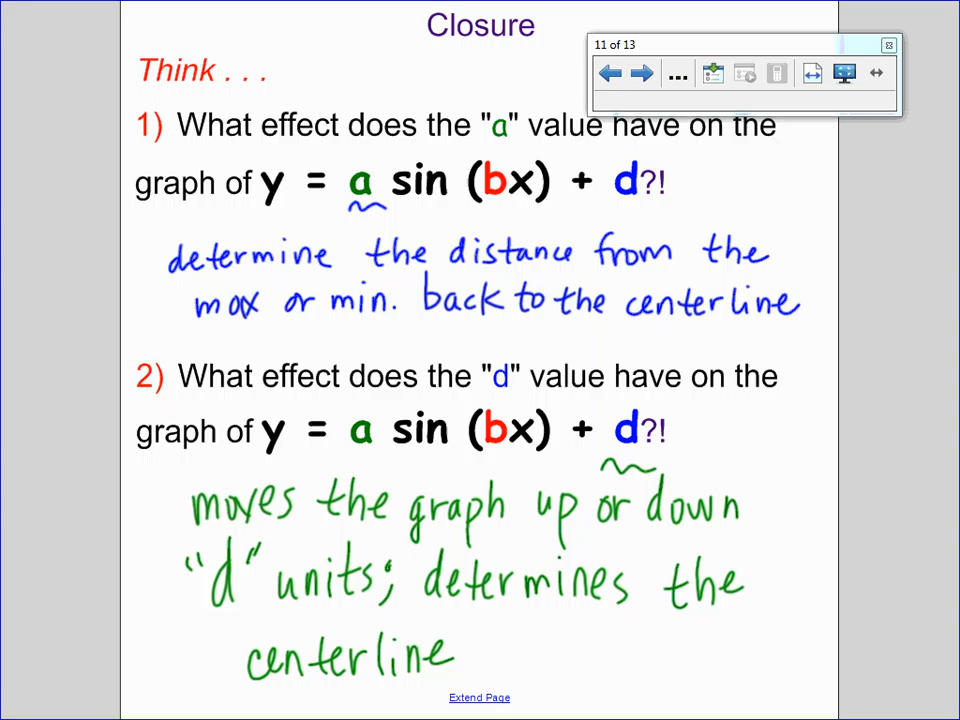 Closure
11 of 13
Think . . .
1) What effect does the "a" value have on the
graph of y = a sin (bx) + d?!
determine the distance from the
max or min. back to the centerline
2) What effect does the "d" value have on the
graph of y = a sin (bx) + d?!
moves the graph up or down
"d" units; determines the
centerline
Extend Page